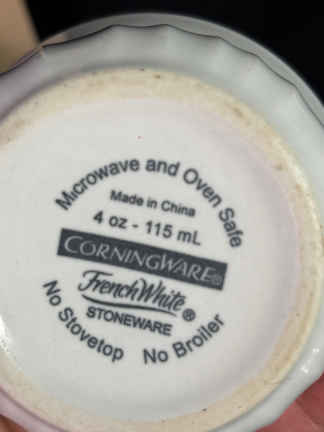 Microwave and Oven Safe
Made in China
4 oz - 115 mL
CORNINGWARE®
FrenchWhite®
STONEWARE
No Stovetop No Broiler